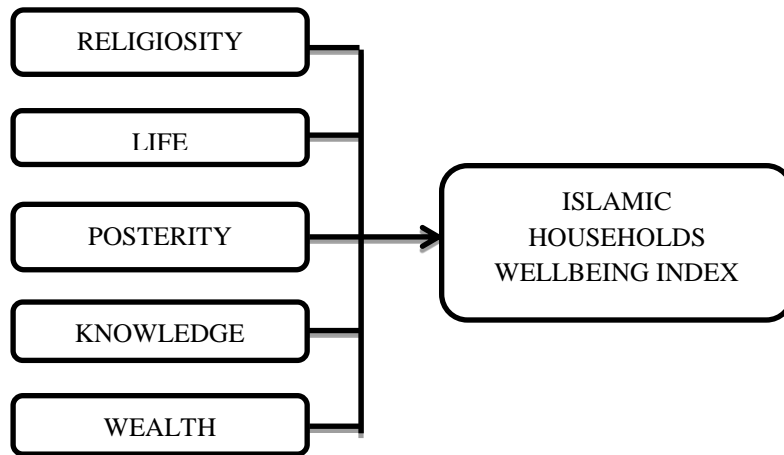 RELIGIOSITY
LIFE
POSTERITY
KNOWLEDGE
WEALTH
ISLAMIC
HOUSEHOLDS
WELLBEING INDEX